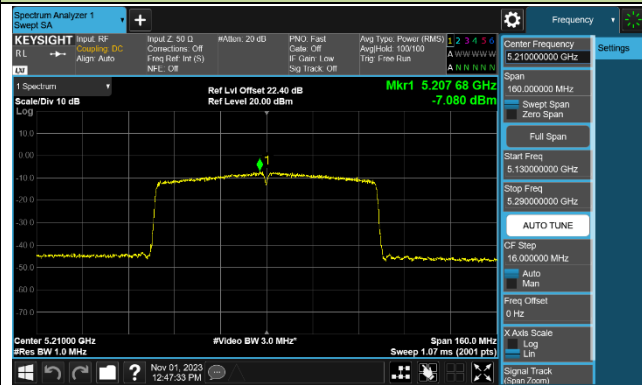 Spectrum Analyzer 1
Swept SA
+
Frequency
KEYSIGHT
RL
LXI
Input: RF
Coupling: DC
Align: Auto
Input Z: 50 Ω
Corrections: Off
Freq Ref: Int (S)
NFE: Off
#Atten: 20 dB
PNO: Fast
Gate: Off
IF Gain: Low
Sig Track: Off
Avg Type: Power (RMS)
Avg|Hold: 100/100
Trig: Free Run
1 2 3 4 5 6
A W W W W W
A N N N N N
1 Spectrum
Scale/Div 10 dB
Log
Ref Lvl Offset 22.40 dB
Ref Level 20.00 dBm
Mkr1 5.207 68 GHz
-7.080 dBm
10.0
0.00
-10.0
-20.0
-30.0
-40.0
-50.0
-60.0
-70.0
1
Center 5.21000 GHz
#Res BW 1.0 MHz
#Video BW 3.0 MHz*
Span 160.0 MHz
Sweep 1.07 ms (2001 pts)
Center Frequency
5.210000000 GHz
Settings
Span
160.000000 MHz
Swept Span
Zero Span
Full Span
Start Freq
5.130000000 GHz
Stop Freq
5.290000000 GHz
AUTO TUNE
CF Step
16.000000 MHz
Auto
Man
Freq Offset
0 Hz
X Axis Scale
Log
Lin
Signal Track
(Span Zoom)
?
Nov 01, 2023
12:47:33 PM